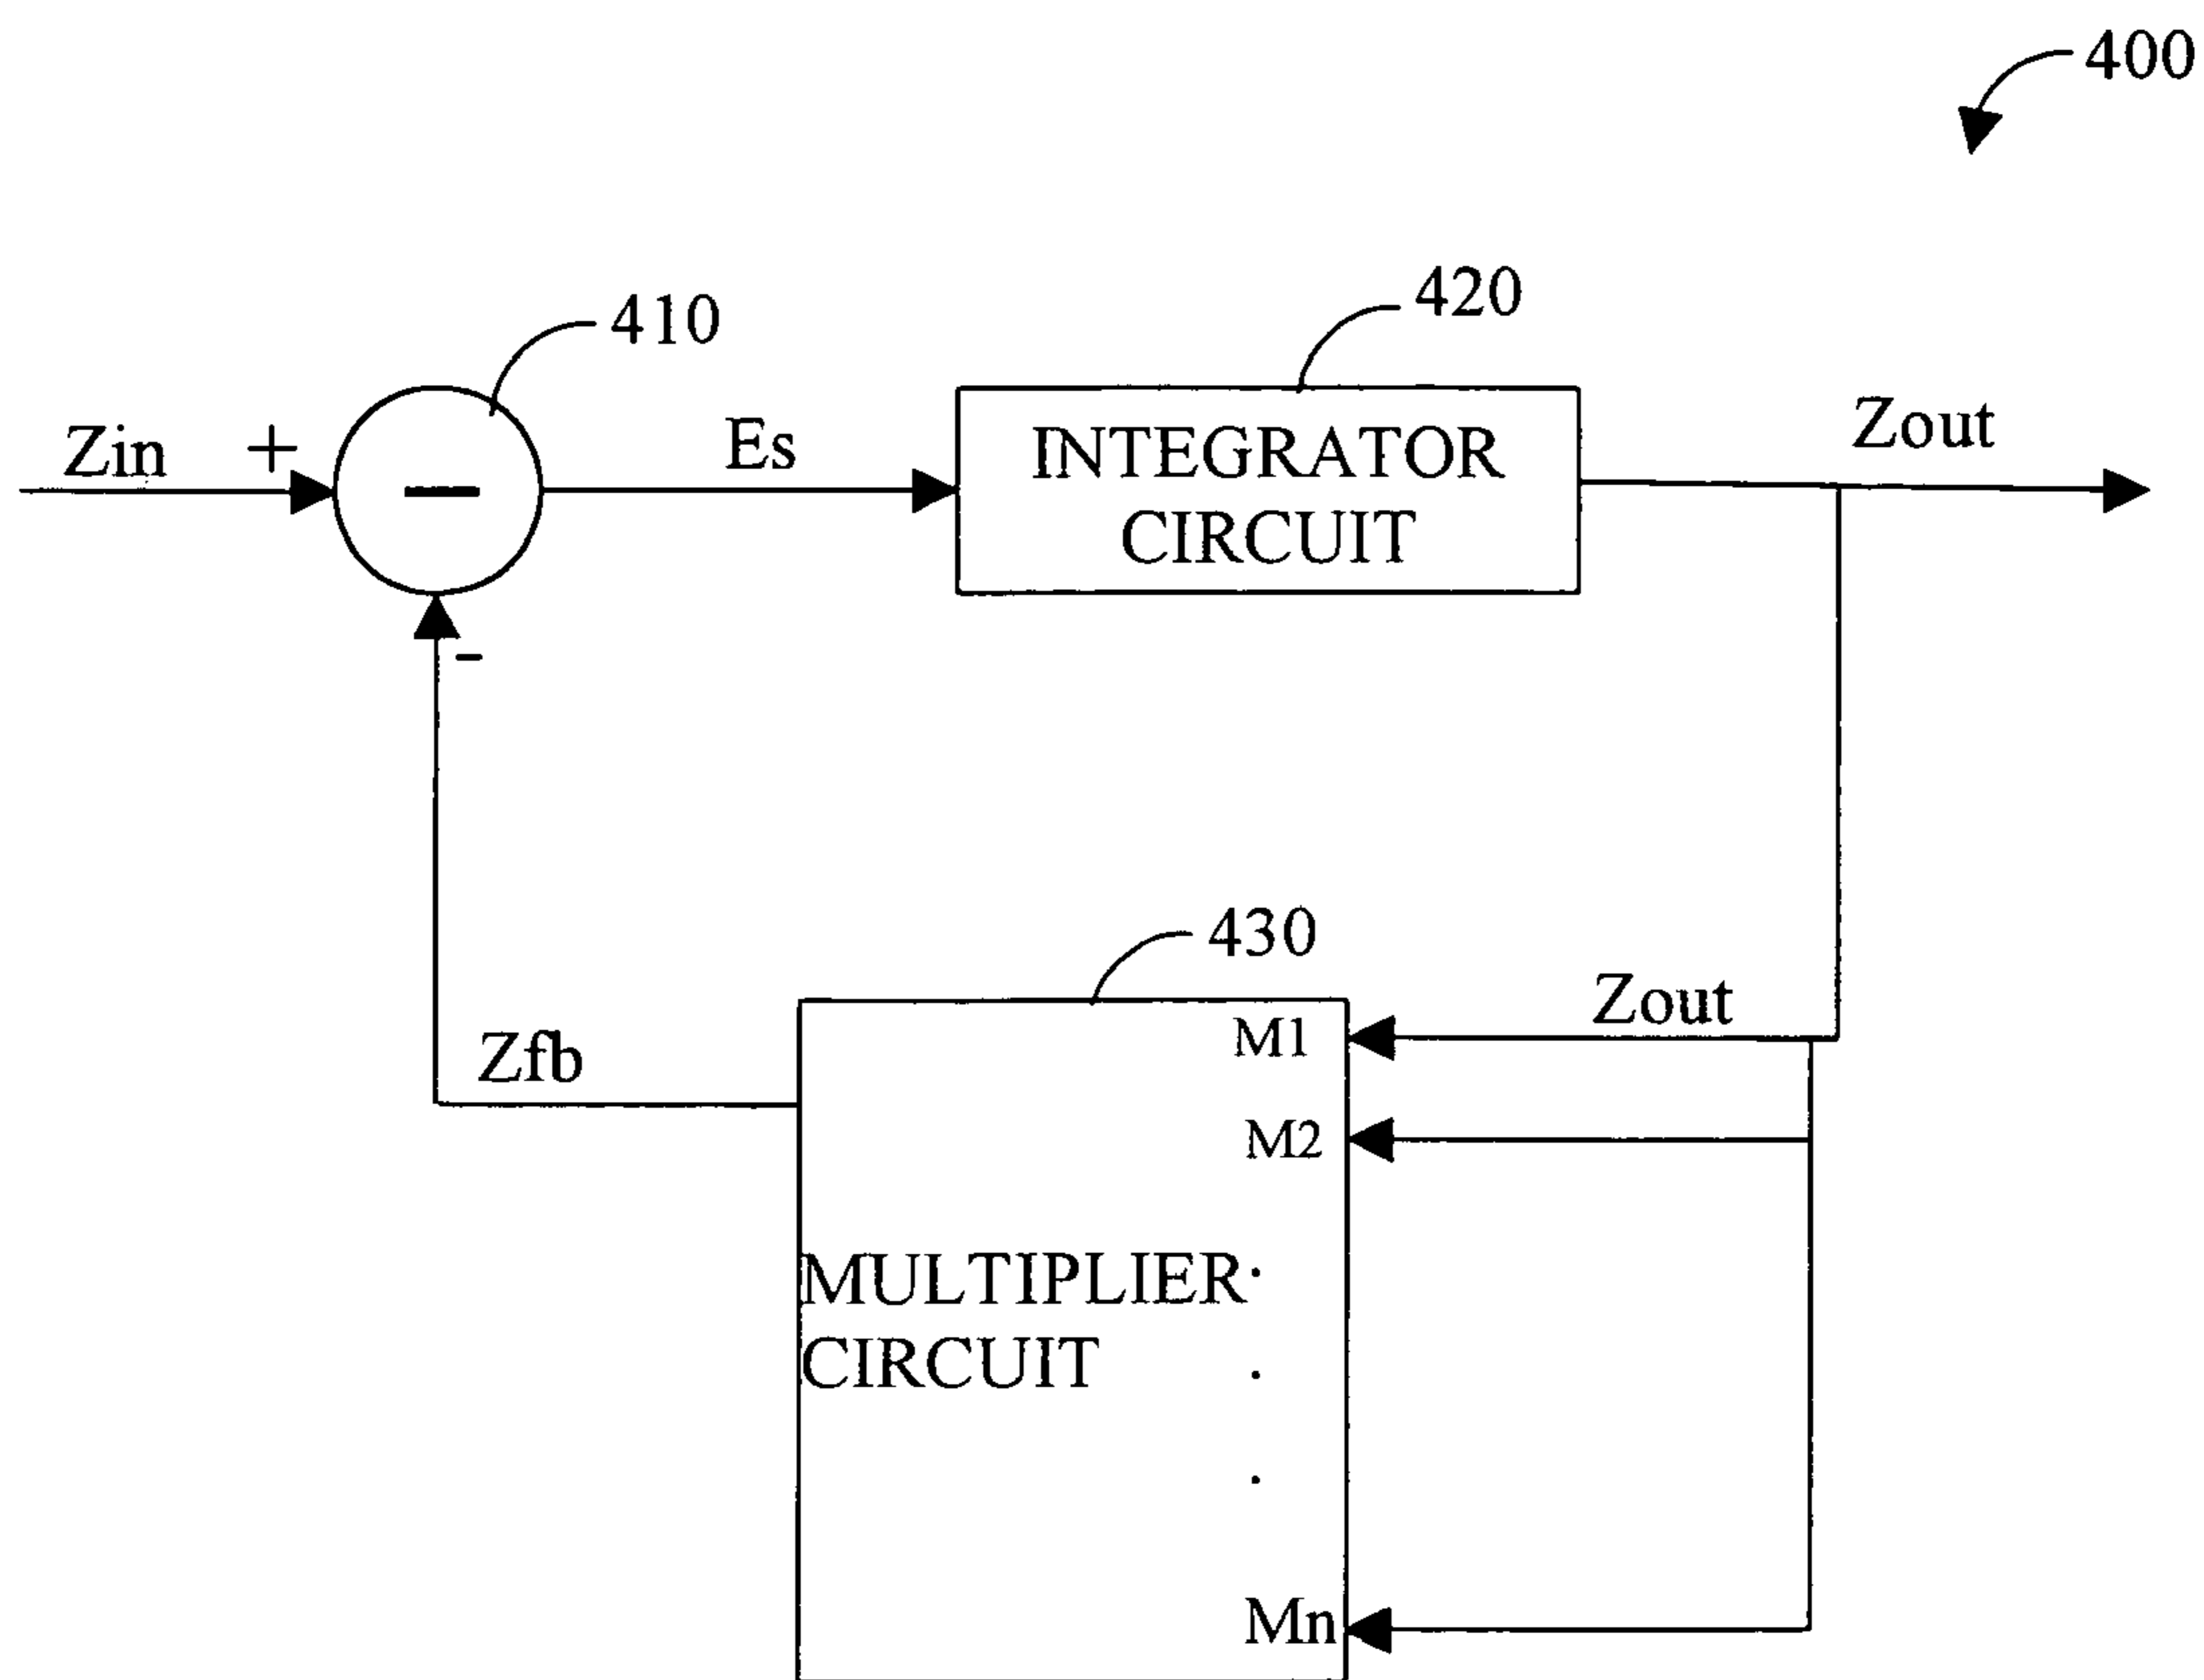 400
410
420
Zin +
−
Es
INTEGRATOR
CIRCUIT
Zout
-
430
Zout
M1
Zfb
M2
MULTIPLIER
CIRCUIT
.
.
.
Mn